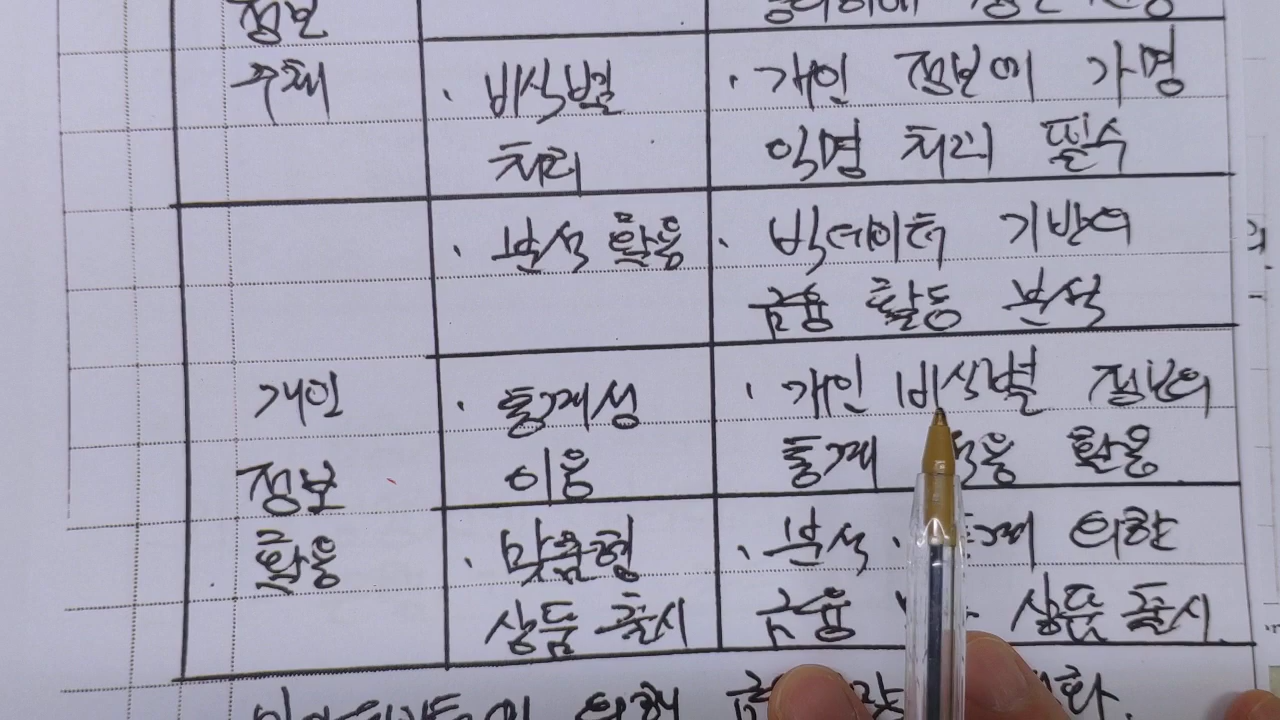 정보
주체
· 비식별 · 개인 정보에 가명
처리 익명 처리 필수
· 분석 활용 · 빅데이터 기반의
금융 활동 분석
개인 · 통계성 · 개인 비식별 정보의
정보 이용 통계 활용
활용 · 맞춤형 · 분석· 의한
상품 출시 금융 상품 출시
의해